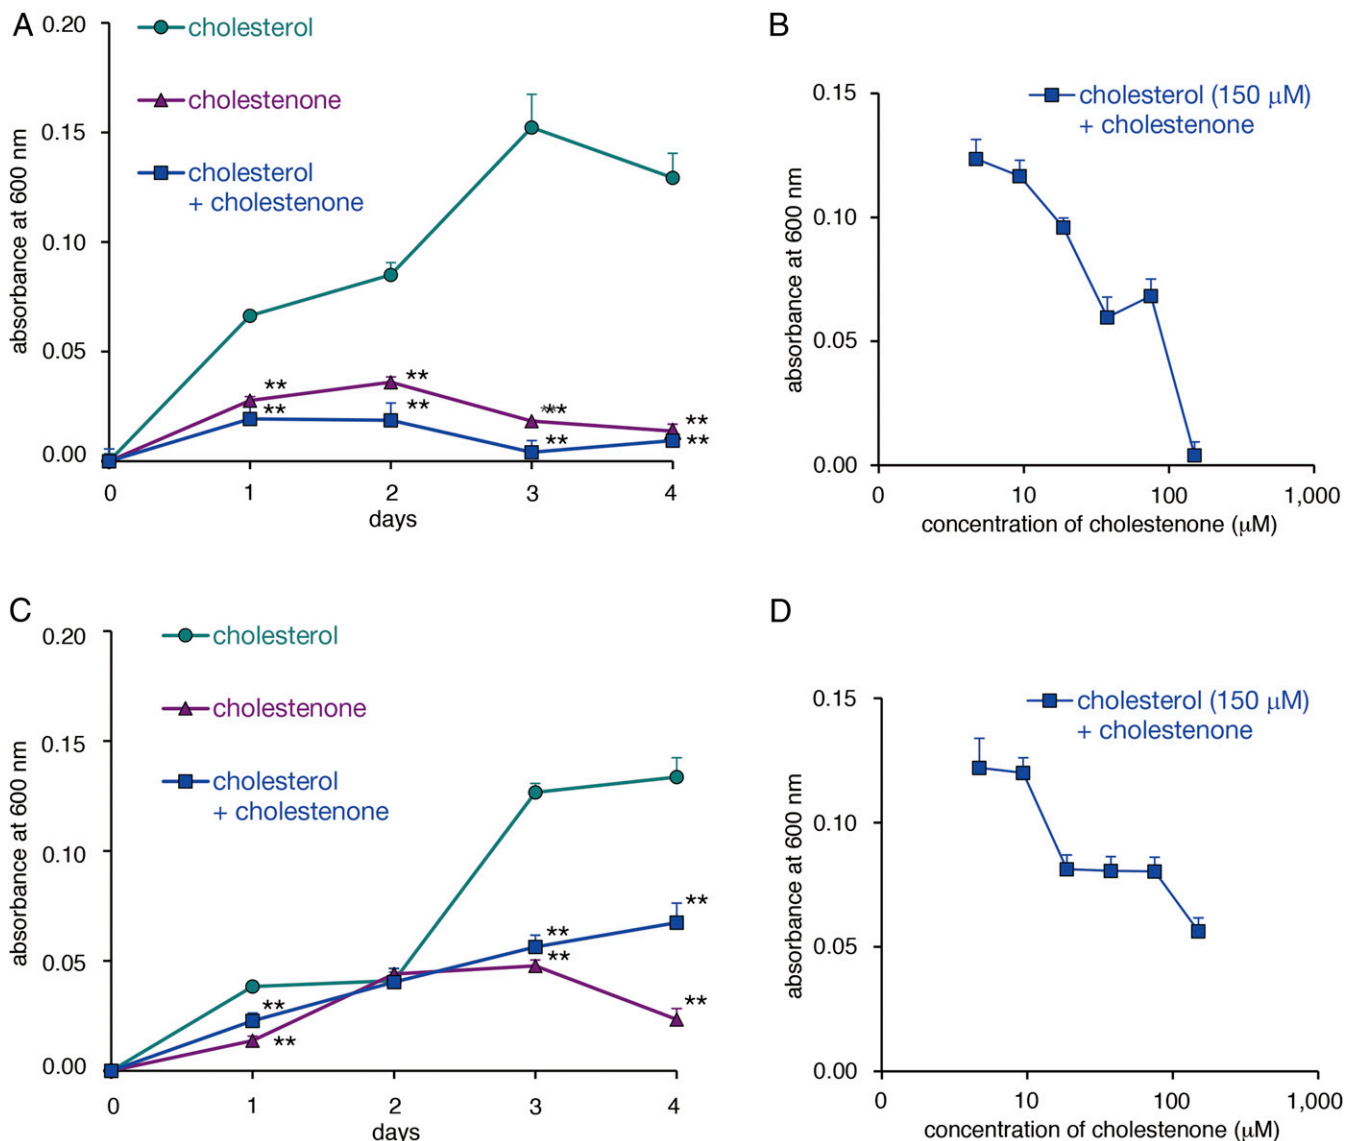 A
0.20
0.15
0.10
0.05
0.00
absorbance at 600 nm
cholesterol
cholestenone
cholesterol
+ cholestenone
**
**
**
**
**
**
**
**
0 1 2 3 4
days
B
0.15
0.10
0.05
0.00
absorbance at 600 nm
cholesterol (150 μM)
+ cholestenone
0 10 100 1,000
concentration of cholestenone (μM)
C
0.20
0.15
0.10
0.05
0.00
absorbance at 600 nm
cholesterol
cholestenone
cholesterol
+ cholestenone
**
**
**
**
**
**
0 1 2 3 4
days
D
0.15
0.10
0.05
0.00
absorbance at 600 nm
cholesterol (150 μM)
+ cholestenone
0 10 100 1,000
concentration of cholestenone (μM)